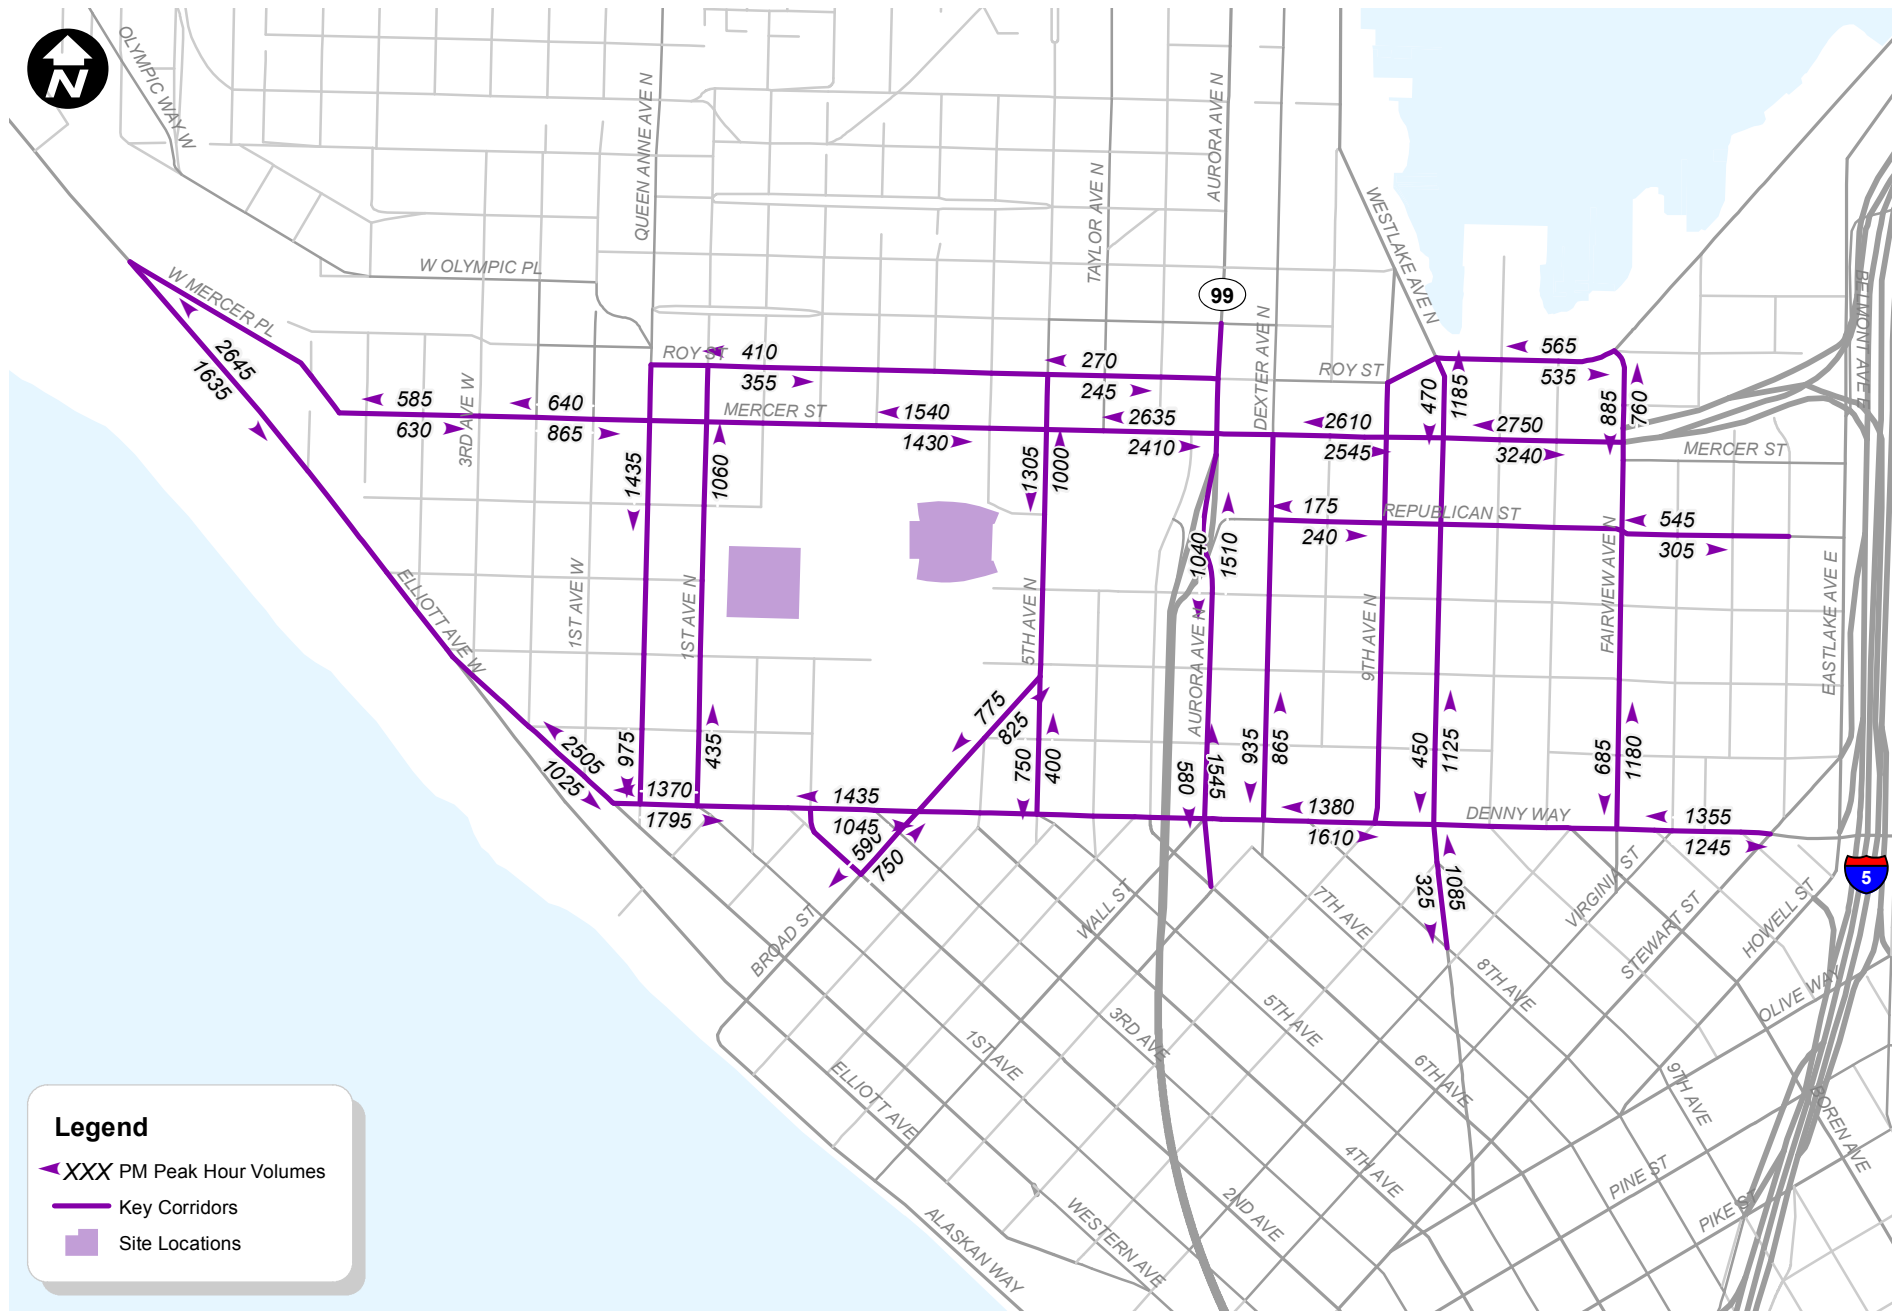 N
OLYMPIC WAY W
QUEEN ANNE AVE N
TAYLOR AVE N
AURORA AVE N
WESTLAKE AVE N
BELMONT AVE E
W OLYMPIC PL
W MERCER PL
99
DEXTER AVE N
2645
1635
ROY ST
410
355
270
245
ROY ST
565
535
470
1185
885
760
3RD AVE W
585
630
640
865
MERCER ST
1540
1430
2635
2410
2610
2545
2750
3240
MERCER ST
1435
1060
1305
1000
175
240
REPUBLICAN ST
545
305
1040
1510
ELLIOTT AVE W
1ST AVE W
1ST AVE N
5TH AVE N
AURORA AVE N
9TH AVE N
FAIRVIEW AVE N
EASTLAKE AVE E
775
825
2505
1025
975
435
750
400
580
1545
935
865
450
1125
685
1180
1370
1795
1435
1045
590
750
1380
1610
DENNY WAY
1355
1245
325
1085
5
BROAD ST
WALL ST
7TH AVE
VIRGINIA ST
STEWART ST
HOWELL ST
8TH AVE
OLIVE WAY
1ST AVE
3RD AVE
5TH AVE
6TH AVE
9TH AVE
BOREN AVE
ELLIOTT AVE
4TH AVE
PINE ST
PIKE ST
2ND AVE
WESTERN AVE
ALASKAN WAY
Legend
XXX PM Peak Hour Volumes
Key Corridors
Site Locations